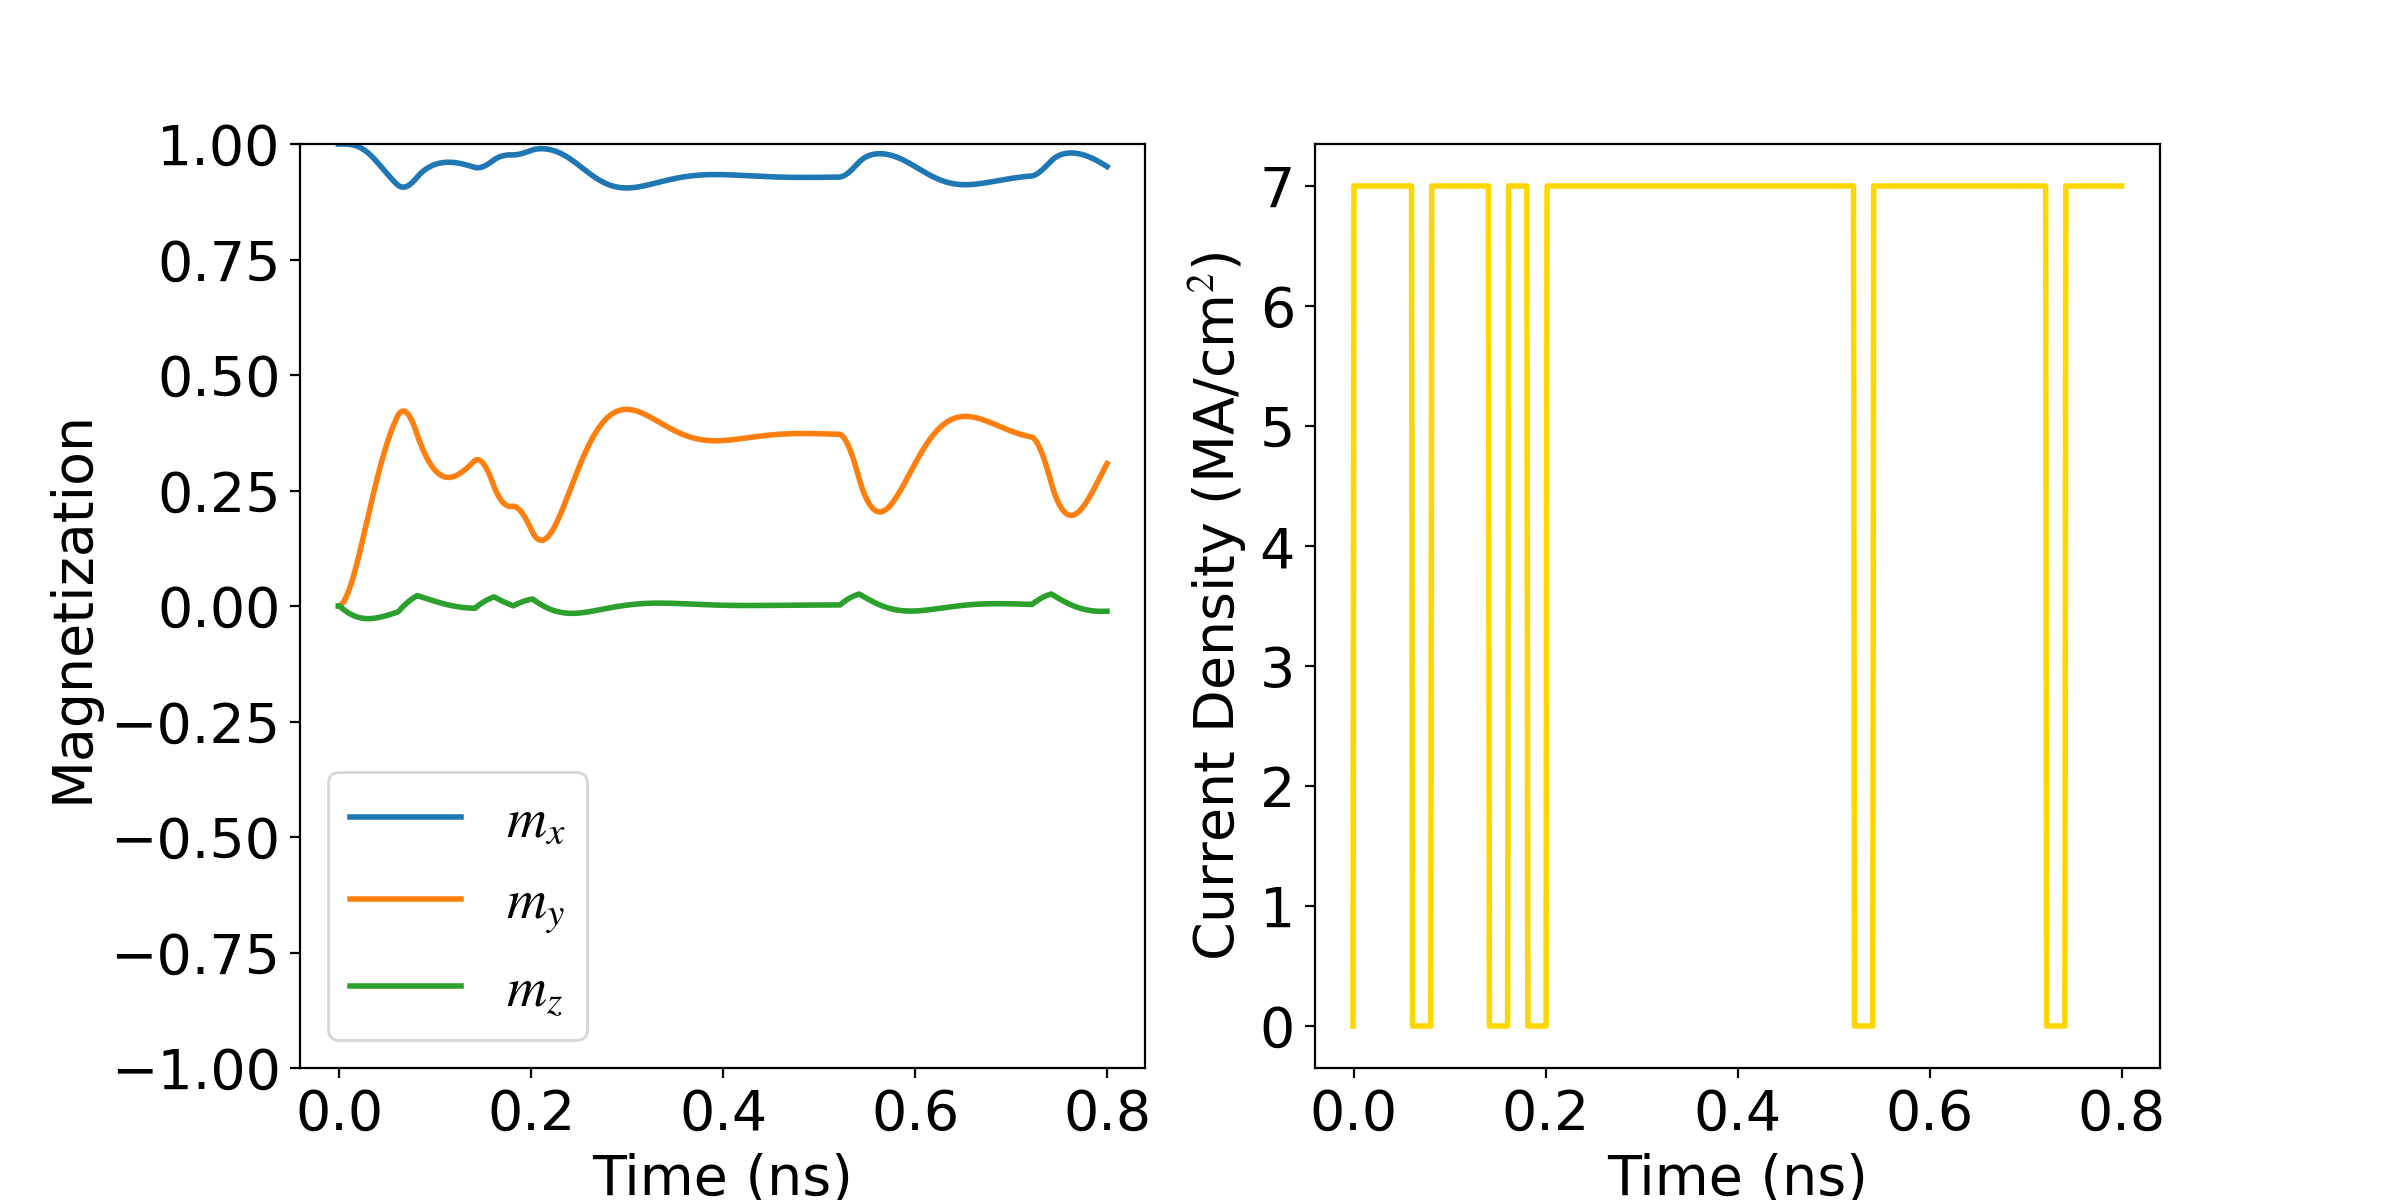 Magnetization
1.00
0.75
0.50
0.25
0.00
−0.25
−0.50
−0.75
−1.00
m_x
m_y
m_z
0.0 0.2 0.4 0.6 0.8
Time (ns)
Current Density (MA/cm²)
7
6
5
4
3
2
1
0
0.0 0.2 0.4 0.6 0.8
Time (ns)